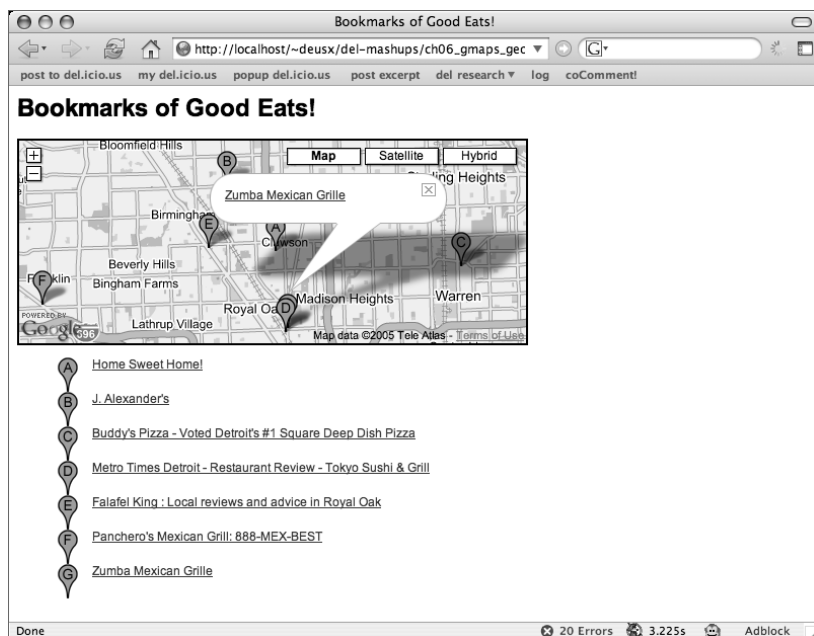 Bookmarks of Good Eats!
http://localhost/~deusx/del-mashups/ch06_gmaps_gec
G
post to del.icio.us my del.icio.us popup del.icio.us post excerpt del research log coComment!
Bookmarks of Good Eats!
Bloomfield Hills
+
−
B
Map Satellite Hybrid
Heights
Zumba Mexican Grille
Birmingham
E
A
Clawson
C
Beverly Hills
F
Bingham Farms
Madison Heights
Warren
Royal Oa
D
POWERED BY
Google
696
Lathrup Village
Map data ©2005 Tele Atlas - Terms of Use
A Home Sweet Home!
B J. Alexander's
C Buddy's Pizza - Voted Detroit's #1 Square Deep Dish Pizza
D Metro Times Detroit - Restaurant Review - Tokyo Sushi & Grill
E Falafel King : Local reviews and advice in Royal Oak
F Panchero's Mexican Grill: 888-MEX-BEST
G Zumba Mexican Grille
Done
20 Errors 3.225s Adblock